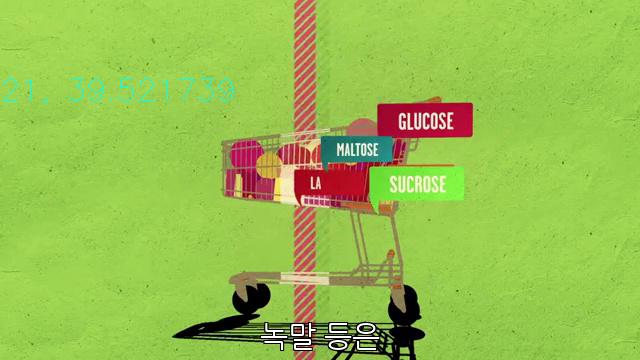 21, 39.521739
GLUCOSE
MALTOSE
LA
SUCROSE
녹말 등은